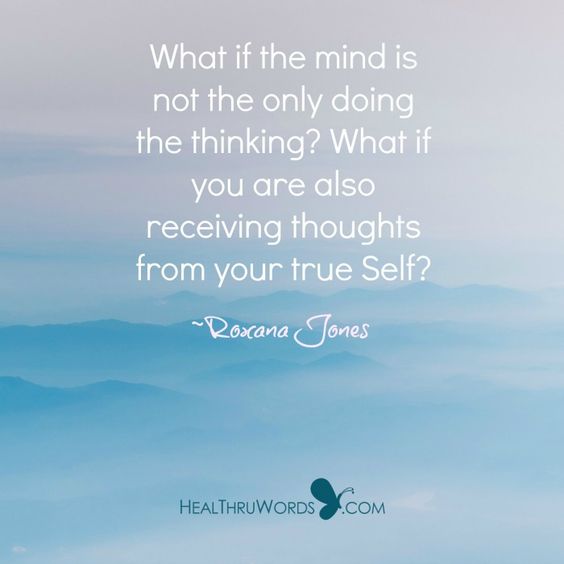 What if the mind is
not the only doing
the thinking? What if
you are also
receiving thoughts
from your true Self?
~Roxana Jones
HEALTHRUWORDS.COM